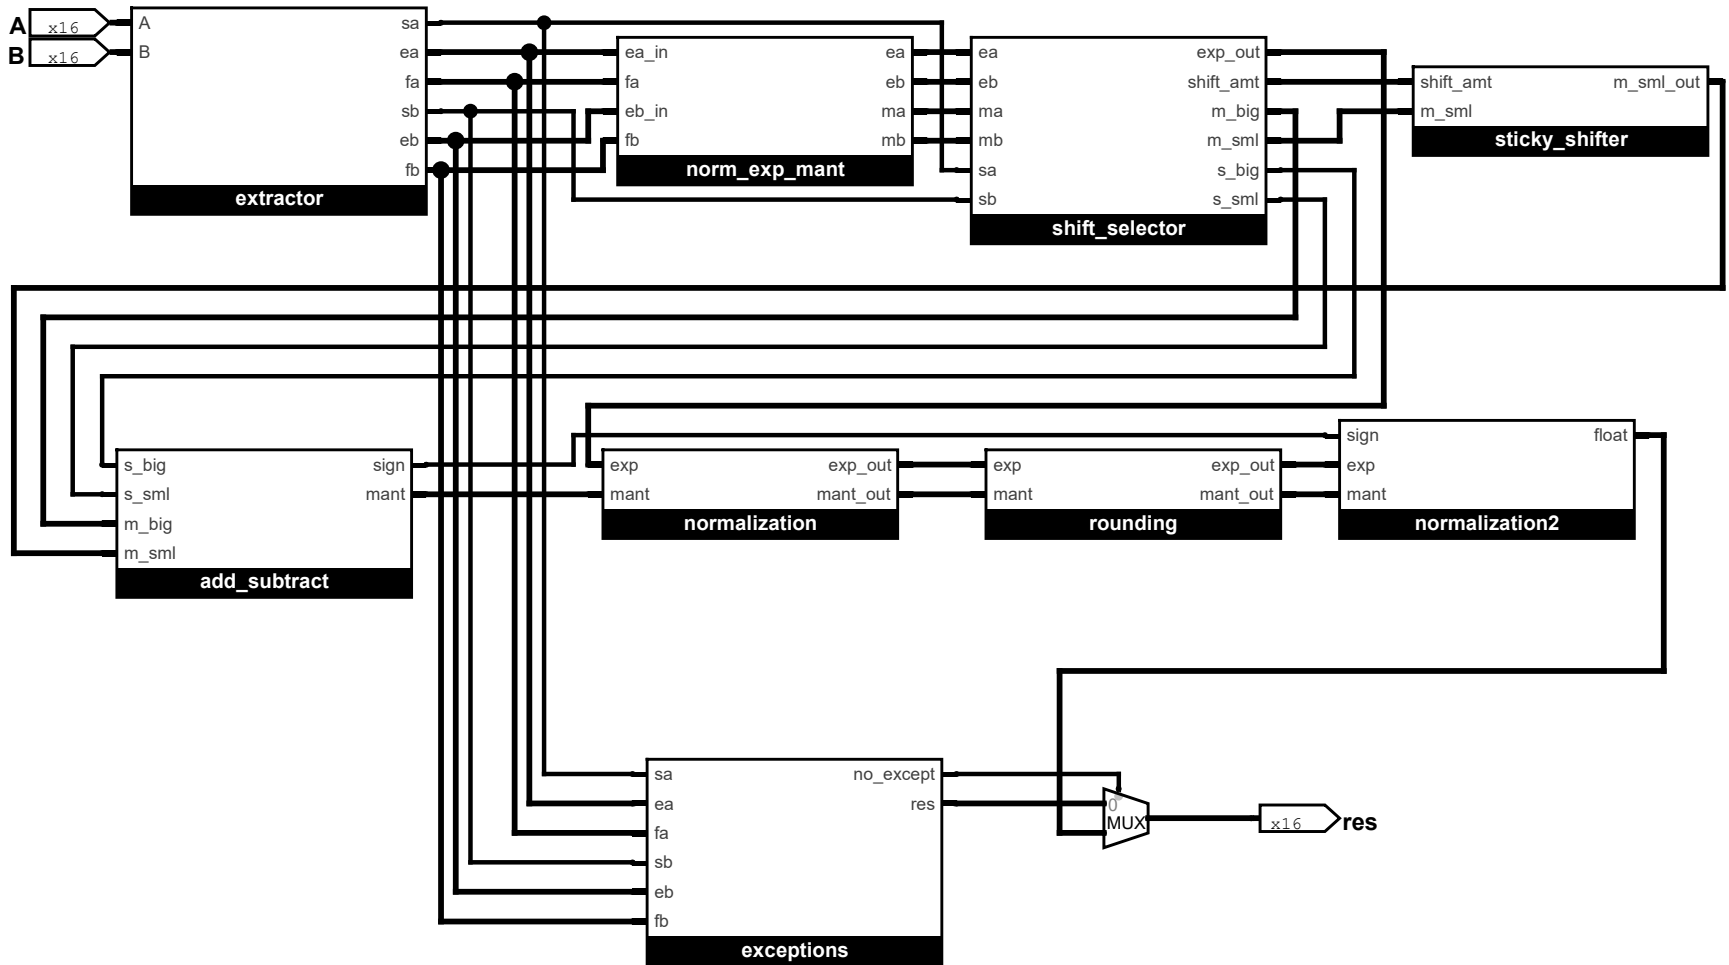 A x16
B x16
A
B
sa
ea
fa
sb
eb
fb
extractor
ea_in
fa
eb_in
fb
ea
eb
ma
mb
norm_exp_mant
ea
eb
ma
mb
sa
sb
exp_out
shift_amt
m_big
m_sml
s_big
s_sml
shift_selector
shift_amt
m_sml
m_sml_out
sticky_shifter
s_big
s_sml
m_big
m_sml
sign
mant
add_subtract
exp
mant
exp_out
mant_out
normalization
exp
mant
exp_out
mant_out
rounding
sign
exp
mant
float
normalization2
sa
ea
fa
sb
eb
fb
no_except
res
exceptions
0
MUX
x16 res